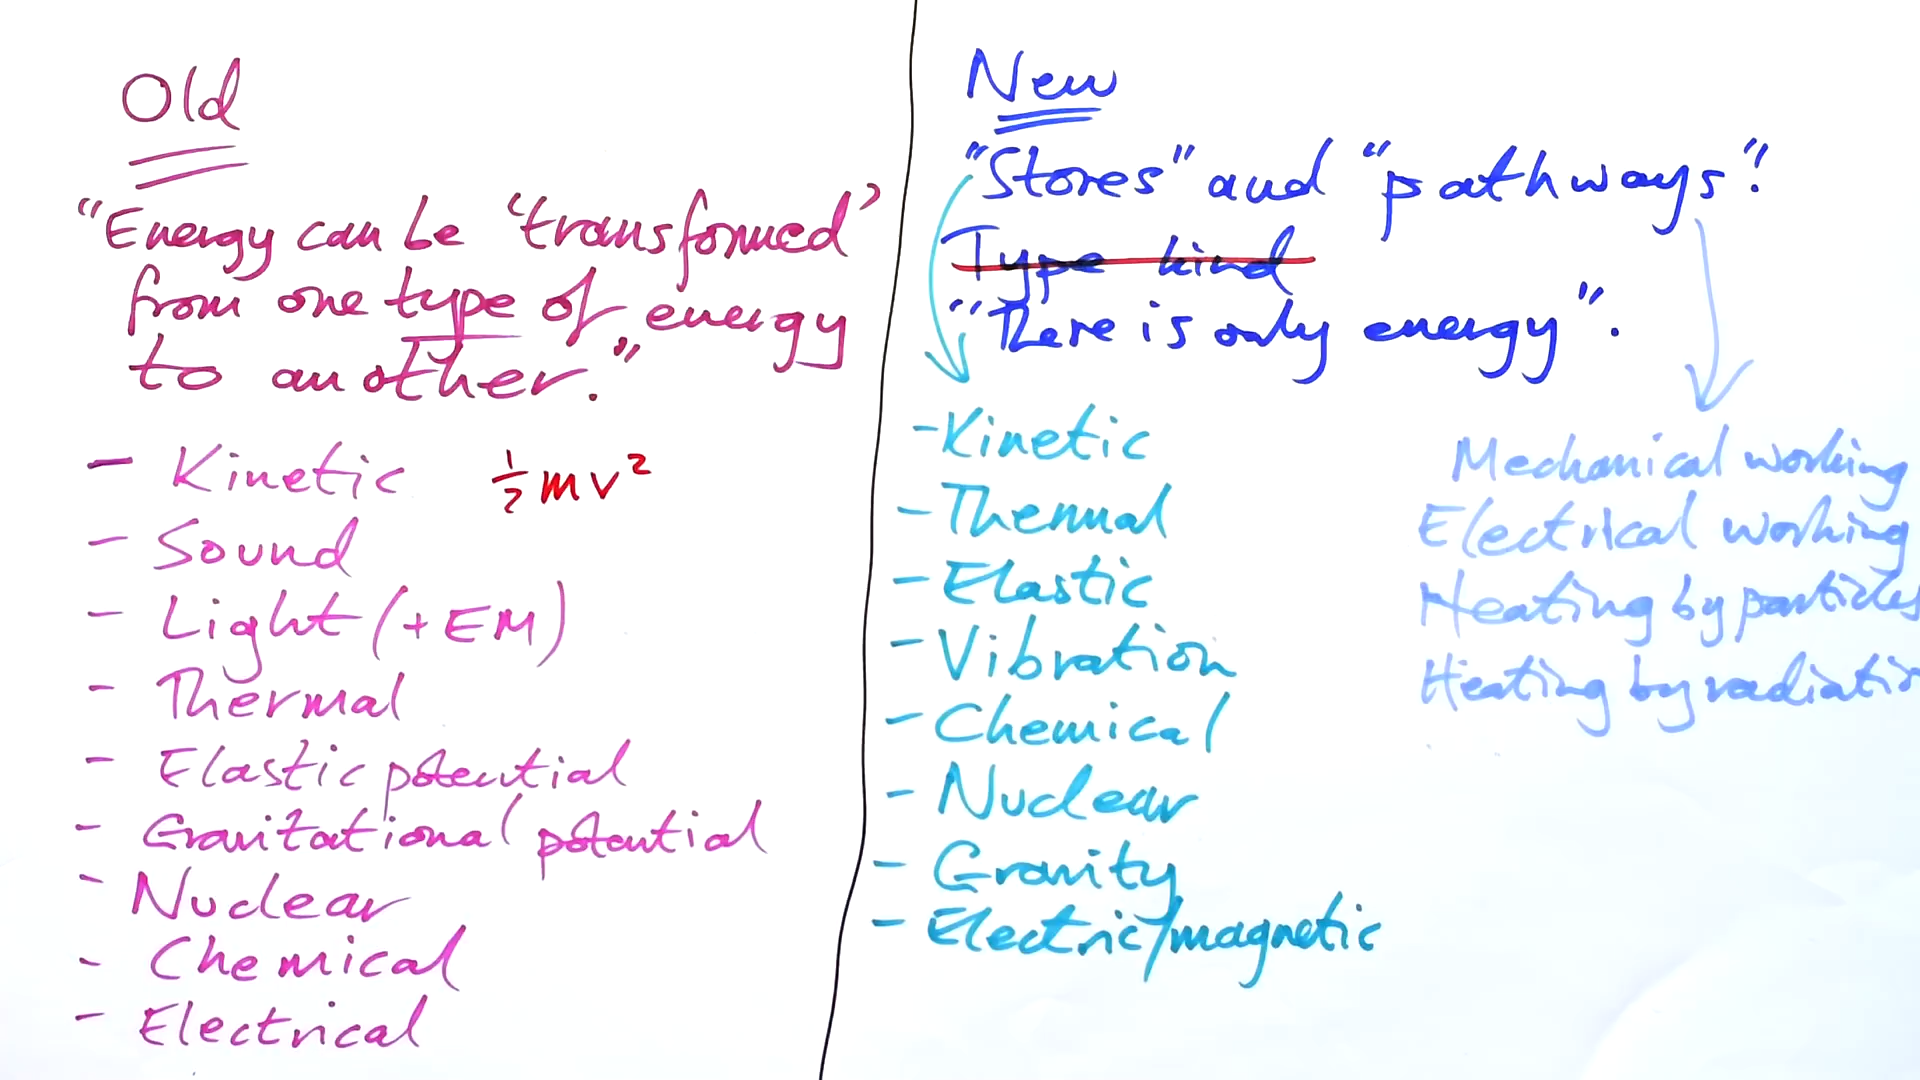 Old
"Energy can be 'transformed'
from one type of energy
to another."
- Kinetic ½mv²
- Sound
- Light (+EM)
- Thermal
- Elastic potential
- Gravitational potential
- Nuclear
- Chemical
- Electrical
New
"Stores" and "pathways"!
Type kind
"There is only energy".
- Kinetic
- Thermal
- Elastic
- Vibration
- Chemical
- Nuclear
- Gravity
- Electric/magnetic
Mechanical working
Electrical working
Heating by particles
Heating by radiatio